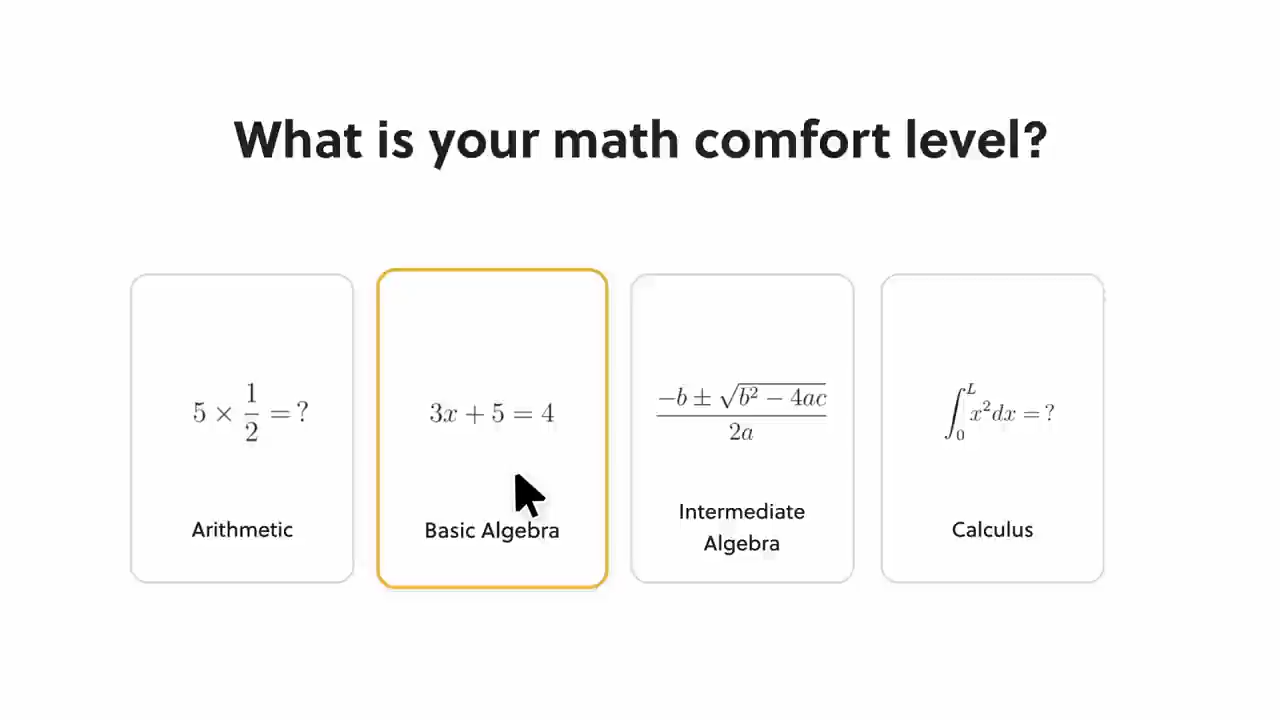 What is your math comfort level?
5 × 1/2 = ?
Arithmetic
3x + 5 = 4
Basic Algebra
−b ± √(b² − 4ac)
2a
Intermediate
Algebra
∫₀ᴸ x²dx = ?
Calculus